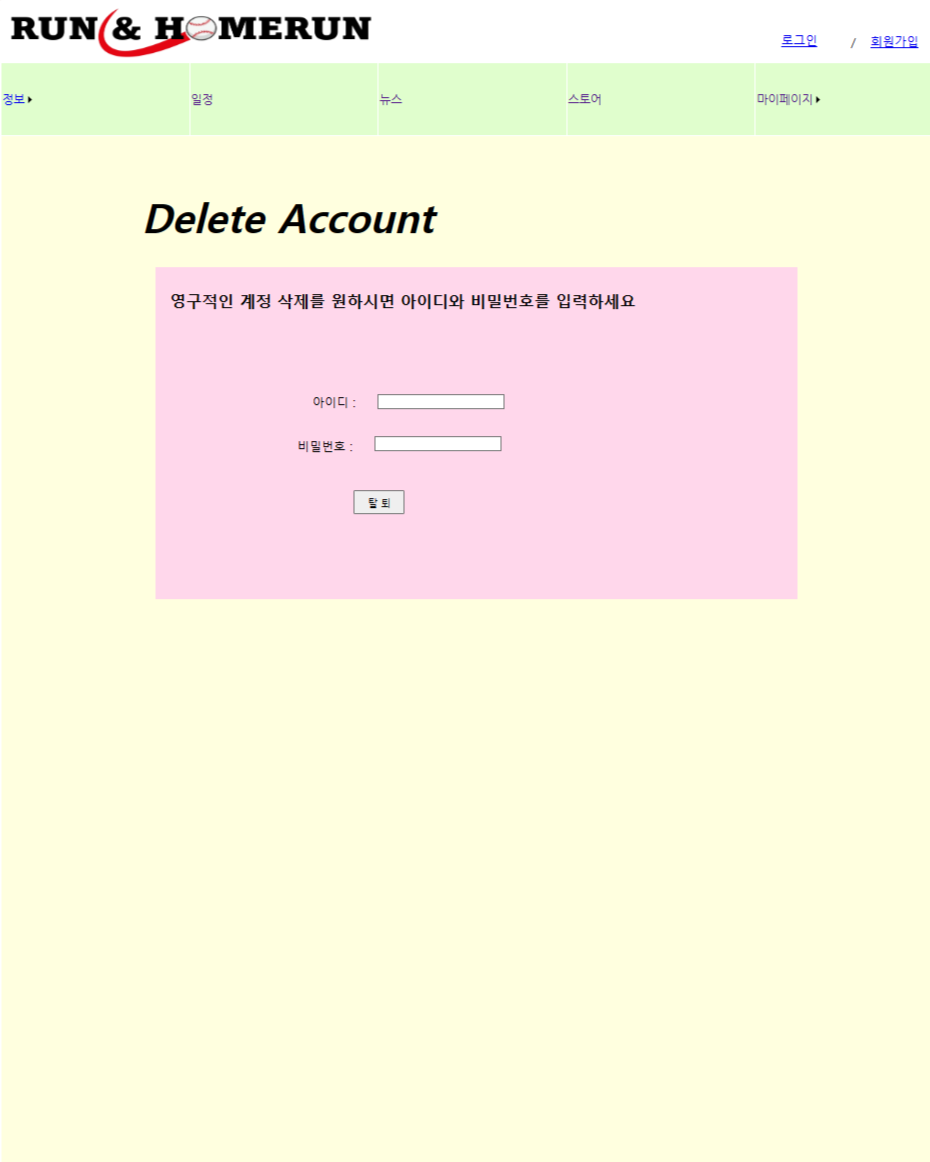 RUN & HOMERUN
로그인 / 회원가입
정보 일정 뉴스 스토어 마이페이지
Delete Account
영구적인 계정 삭제를 원하시면 아이디와 비밀번호를 입력하세요
아이디 :
비밀번호 :
탈 퇴